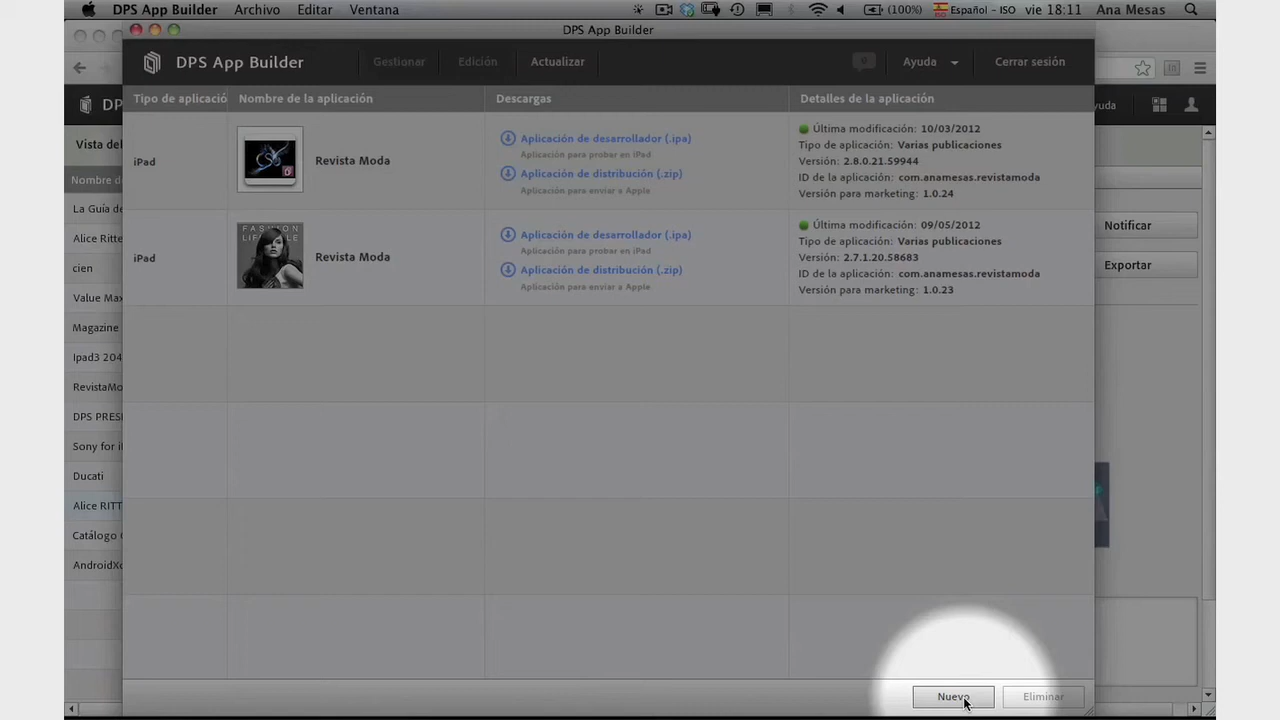 DPS App Builder Archivo Editar Ventana (100%) Español – ISO vie 18:11 Ana Mesas
DPS App Builder
DPS App Builder Gestionar Edición Actualizar Ayuda Cerrar sesión
Tipo de aplicació Nombre de la aplicación Descargas Detalles de la aplicación
iPad
Revista Moda
Aplicación de desarrollador (.ipa)
Aplicación para probar en iPad
Aplicación de distribución (.zip)
Aplicación para enviar a Apple
Última modificación: 10/03/2012
Tipo de aplicación: Varias publicaciones
Versión: 2.8.0.21.59944
ID de la aplicación: com.anamesas.revistamoda
Versión para marketing: 1.0.24
iPad
FASHION
Revista Moda
Aplicación de desarrollador (.ipa)
Aplicación para probar en iPad
Aplicación de distribución (.zip)
Aplicación para enviar a Apple
Última modificación: 09/05/2012
Tipo de aplicación: Varias publicaciones
Versión: 2.7.1.20.58683
ID de la aplicación: com.anamesas.revistamoda
Versión para marketing: 1.0.23
Nuevo Eliminar
DP
Vista del
Nombre de
La Guía de
Alice Ritte
cien
Value Max
Magazine
Ipad3 204
RevistaMo
DPS PRESE
Sony for i
Ducati
Alice RITT
Catálogo
AndroidXo
yuda
Notificar
Exportar